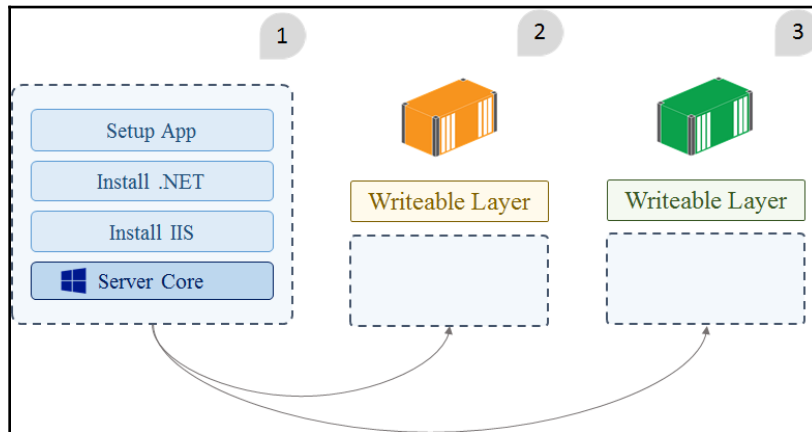 1
2
3
Setup App
Install .NET
Install IIS
Server Core
Writeable Layer
Writeable Layer